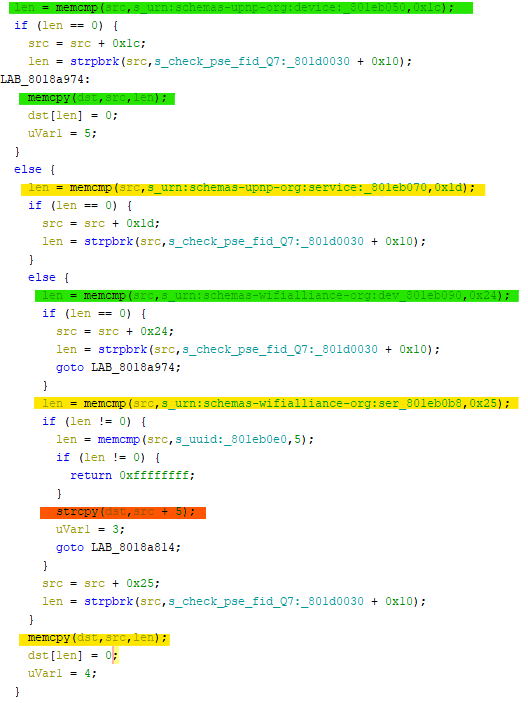 len = memcmp(src,s_urn:schemas-upnp-org:device:_801eb050,0x1c);
if (len == 0) {
src = src + 0x1c;
len = strpbrk(src,s_check_pse_fid_Q7:_801d0030 + 0x10);
LAB_8018a974:
memcpy(dst,src,len);
dst[len] = 0;
uVar1 = 5;
}
else {
len = memcmp(src,s_urn:schemas-upnp-org:service:_801eb070,0x1d);
if (len == 0) {
src = src + 0x1d;
len = strpbrk(src,s_check_pse_fid_Q7:_801d0030 + 0x10);
}
else {
len = memcmp(src,s_urn:schemas-wifialliance-org:dev_801eb090,0x24);
if (len == 0) {
src = src + 0x24;
len = strpbrk(src,s_check_pse_fid_Q7:_801d0030 + 0x10);
goto LAB_8018a974;
}
len = memcmp(src,s_urn:schemas-wifialliance-org:ser_801eb0b8,0x25);
if (len != 0) {
len = memcmp(src,s_uuid:_801eb0e0,5);
if (len != 0) {
return 0xffffffff;
}
strcpy(dst,src + 5);
uVar1 = 3;
goto LAB_8018a814;
}
src = src + 0x25;
len = strpbrk(src,s_check_pse_fid_Q7:_801d0030 + 0x10);
}
memcpy(dst,src,len);
dst[len] = 0;
uVar1 = 4;
}